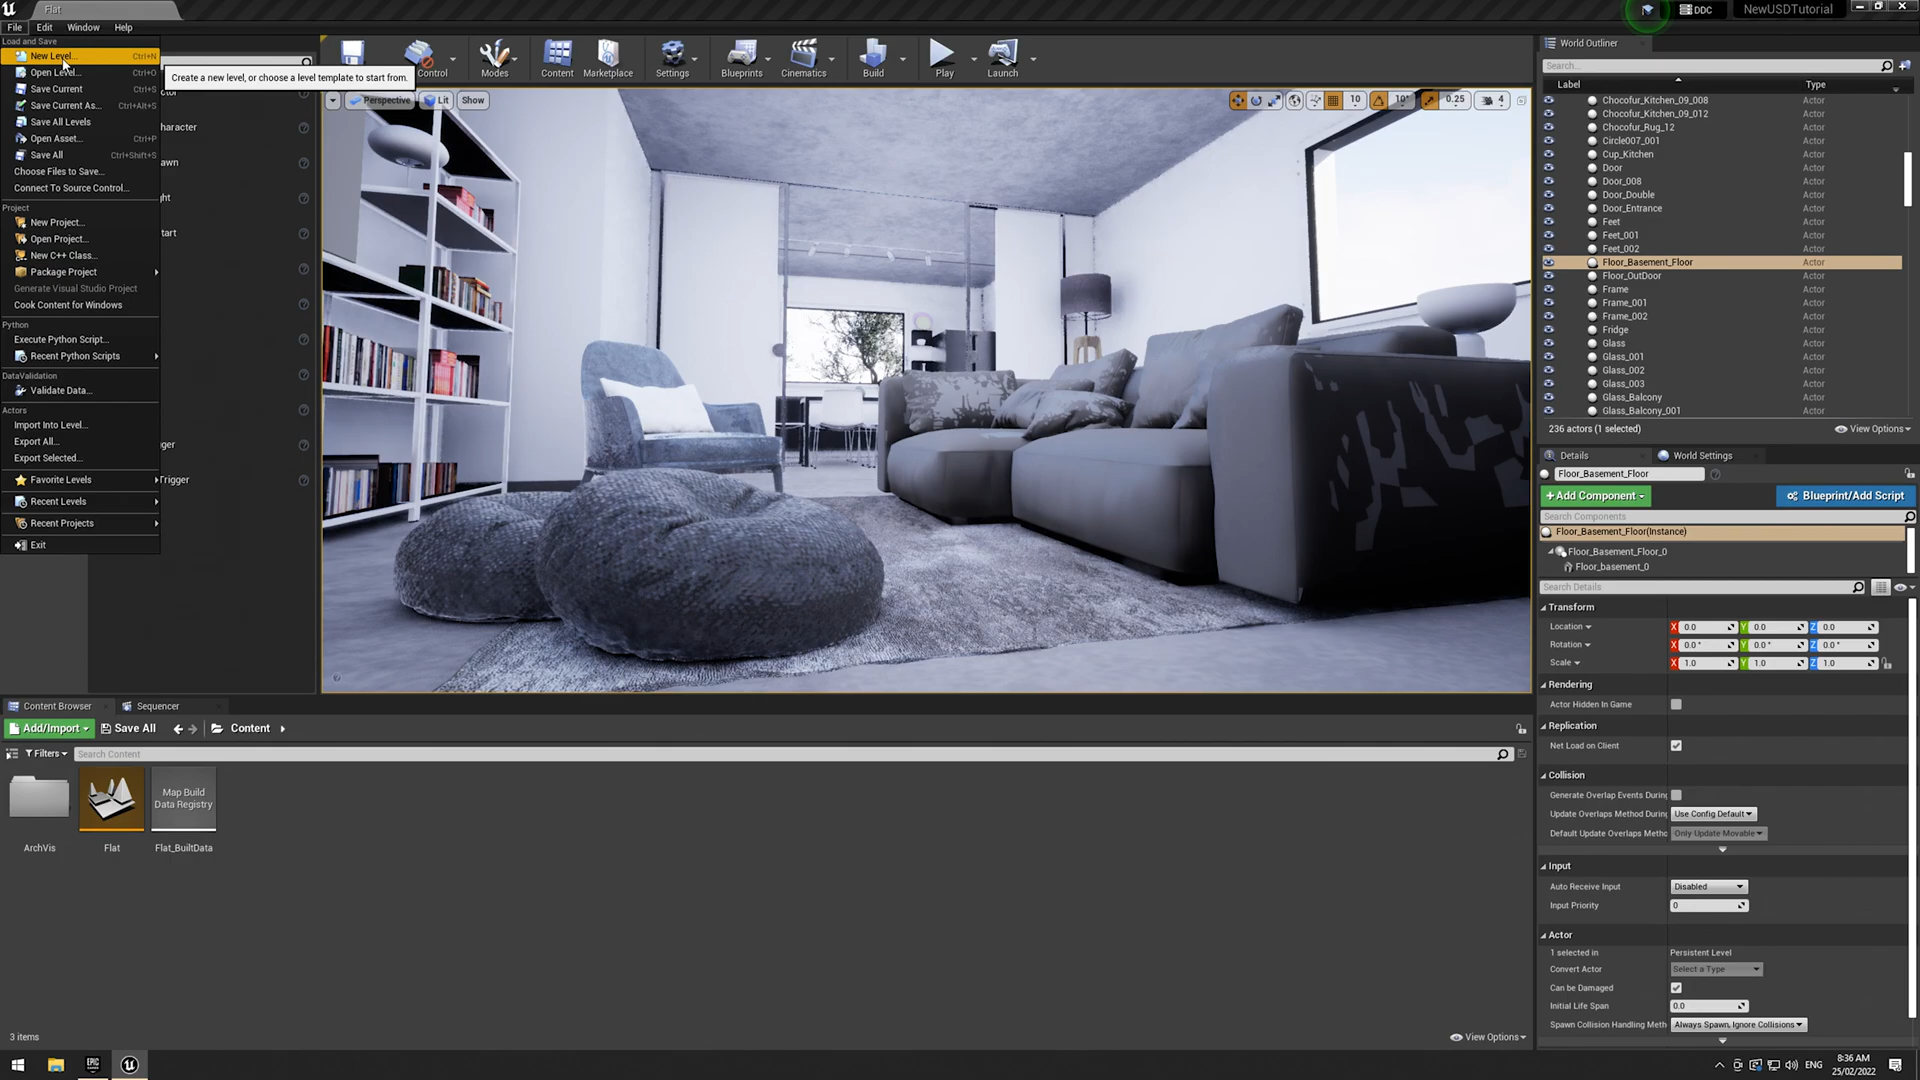 Flat
DDC
NewUSDTutorial
File Edit Window Help
Load and Save
New Level... Ctrl+N
Open Level... Ctrl+O
Save Current Ctrl+S
Save Current As... Ctrl+Alt+S
Save All Levels
Open Asset... Ctrl+P
Save All Ctrl+Shift+S
Choose Files to Save...
Connect To Source Control...
Project
New Project...
Open Project...
New C++ Class...
Package Project
Generate Visual Studio Project
Cook Content for Windows
Python
Execute Python Script...
Recent Python Scripts
DataValidation
Validate Data...
Actors
Import Into Level...
Export All...
Export Selected...
Favorite Levels
Recent Levels
Recent Projects
Exit
Create a new level, or choose a level template to start from.
Control
Modes
Content
Marketplace
Settings
Blueprints
Cinematics
Build
Play
Launch
Perspective
Lit
Show
10
10°
0.25
4
World Outliner
Search...
Label Type
Chocofur_Kitchen_09_008 Actor
Chocofur_Kitchen_09_012 Actor
Chocofur_Rug_12 Actor
Circle007_001 Actor
Cup_Kitchen Actor
Door Actor
Door_008 Actor
Door_Double Actor
Door_Entrance Actor
Feet Actor
Feet_001 Actor
Feet_002 Actor
Floor_Basement_Floor Actor
Floor_OutDoor Actor
Frame Actor
Frame_001 Actor
Frame_002 Actor
Fridge Actor
Glass Actor
Glass_001 Actor
Glass_002 Actor
Glass_003 Actor
Glass_Balcony Actor
Glass_Balcony_001 Actor
236 actors (1 selected)
View Options
Details
World Settings
Floor_Basement_Floor
+Add Component
Blueprint/Add Script
Search Components
Floor_Basement_Floor(Instance)
Floor_Basement_Floor_0
Floor_basement_0
Search Details
Transform
Location X 0.0 Y 0.0 Z 0.0
Rotation X 0.0 ° Y 0.0 ° Z 0.0 °
Scale X 1.0 Y 1.0 Z 1.0
Rendering
Actor Hidden In Game
Replication
Net Load on Client
Collision
Generate Overlap Events During
Update Overlaps Method During Use Config Default
Default Update Overlaps Metho Only Update Movable
Input
Auto Receive Input Disabled
Input Priority 0
Actor
1 selected in Persistent Level
Convert Actor Select a Type
Can be Damaged
Initial Life Span 0.0
Spawn Collision Handling Meth Always Spawn, Ignore Collisions
Content Browser
Sequencer
Add/Import
Save All
Content
Filters
Search Content
Map Build
Data Registry
ArchVis
Flat
Flat_BuiltData
3 items
View Options
EPIC
ENG
8:36 AM
25/02/2022
haracter
awn
ght
tart
ger
Trigger